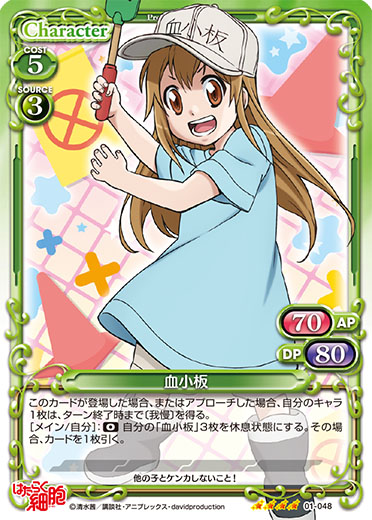 Character
COST
5
SOURCE
3
血小板
70 AP
DP 80
血小板
このカードが登場した場合、またはアプローチした場合、自分のキャラ
1枚は、ターン終了時まで［我慢］を得る。
［メイン/自分］：自分の「血小板」3枚を休息状態にする。その場
合、カードを1枚引く。
他の子とケンカしないこと！
はたらく
細胞
©清水茜／講談社・アニプレックス・davidproduction
01-048